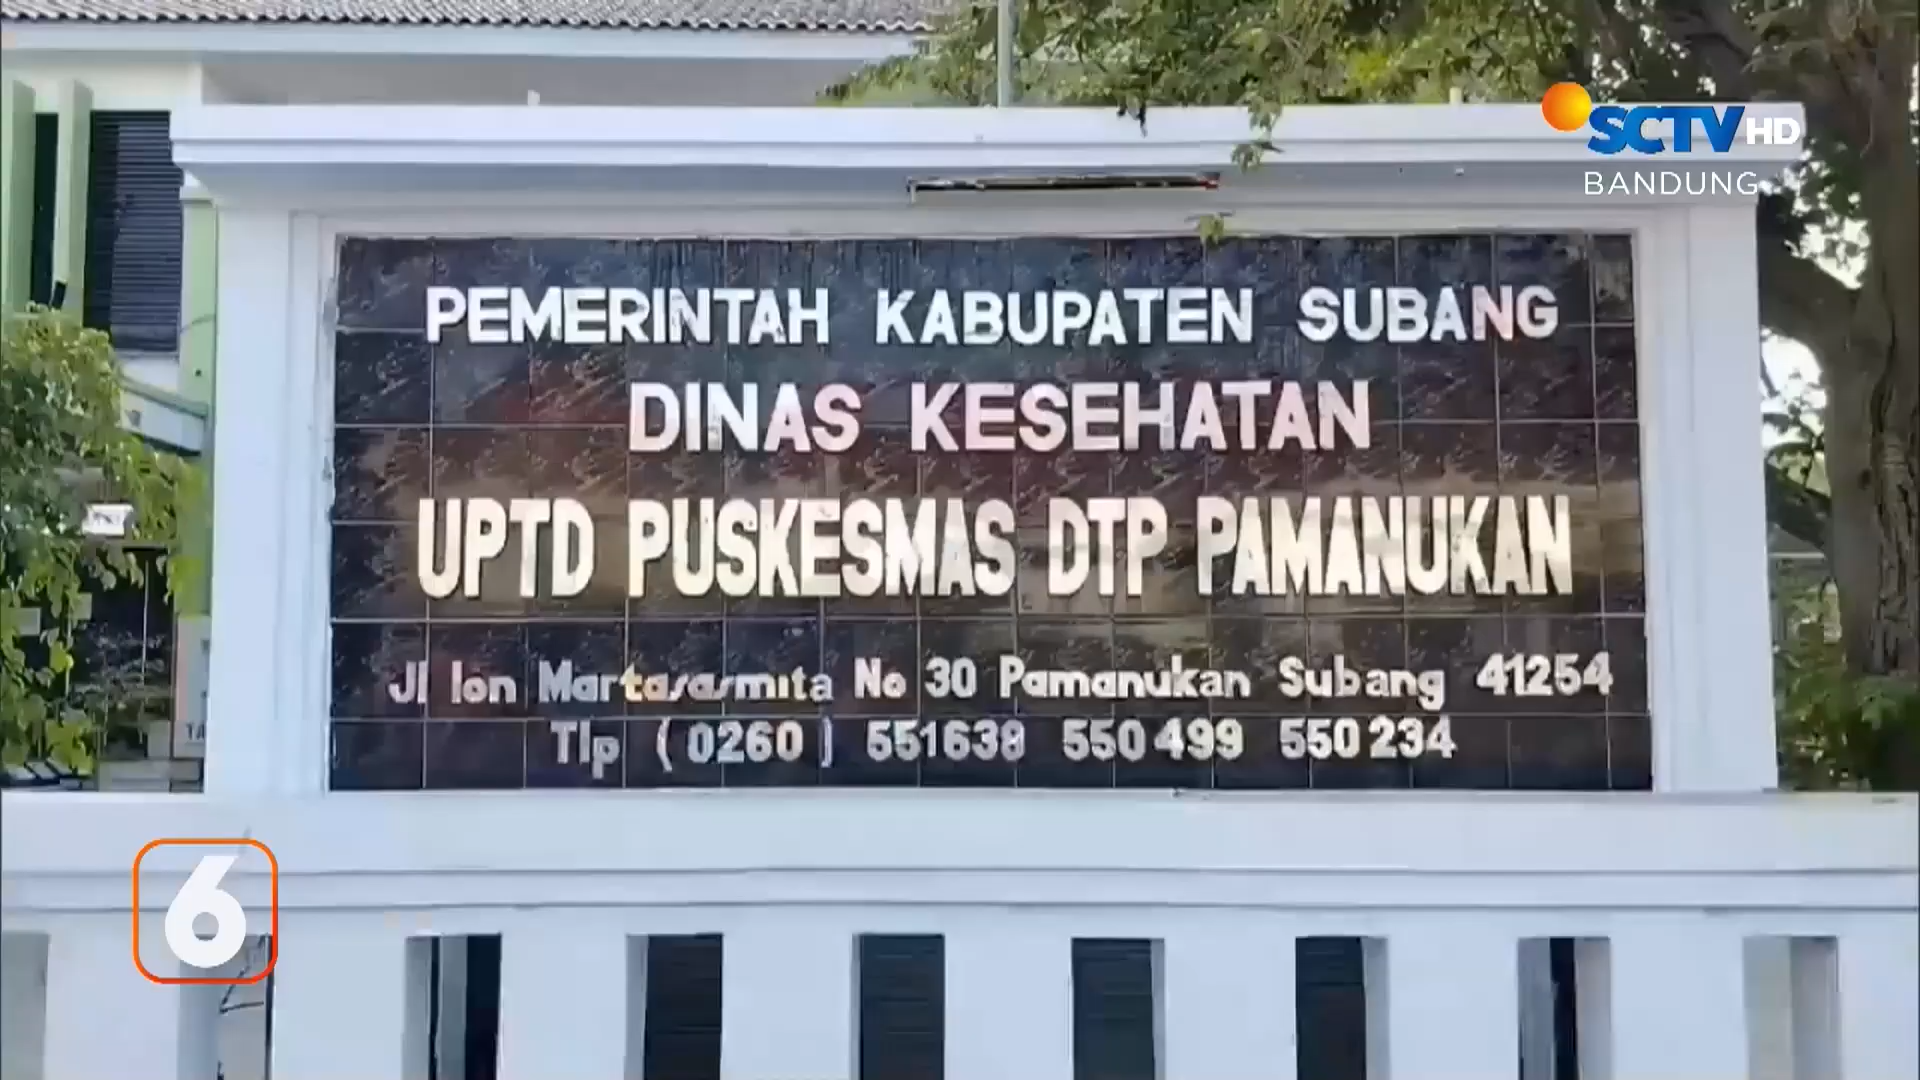 SCTV HD
BANDUNG
PEMERINTAH KABUPATEN SUBANG
DINAS KESEHATAN
UPTD PUSKESMAS DTP PAMANUKAN
Jl Ion Martasasmita No 30 Pamanukan Subang 41254
Tlp (0260) 551638 550499 550234
6